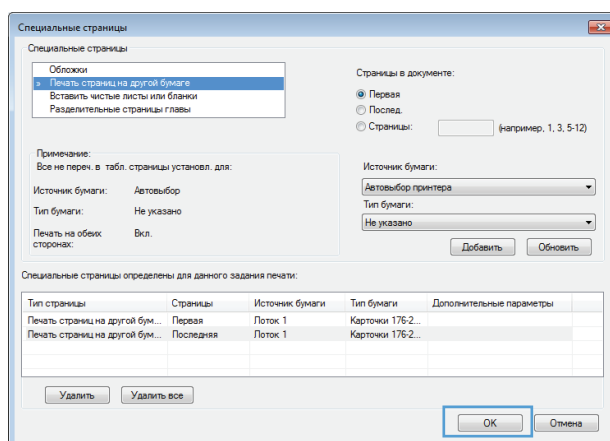 Специальные страницы
Специальные страницы
Обложки
» Печать страниц на другой бумаге
Вставить чистые листы или бланки
Разделительные страницы главы
Страницы в документе:
Первая
Послед.
Страницы: (например, 1, 3, 5-12)
Примечание:
Все не переч. в табл. страницы установл. для:
Источник бумаги: Автовыбор
Тип бумаги: Не указано
Печать на обеих сторонах: Вкл.
Источник бумаги:
Автовыбор принтера
Тип бумаги:
Не указано
Добавить Обновить
Специальные страницы определены для данного задания печати:
Тип страницы Страницы Источник бумаги Тип бумаги Дополнительные параметры
Печать страниц на другой бум... Первая Лоток 1 Карточки 176-2...
Печать страниц на другой бум... Последняя Лоток 1 Карточки 176-2...
Удалить Удалить все
OK Отмена